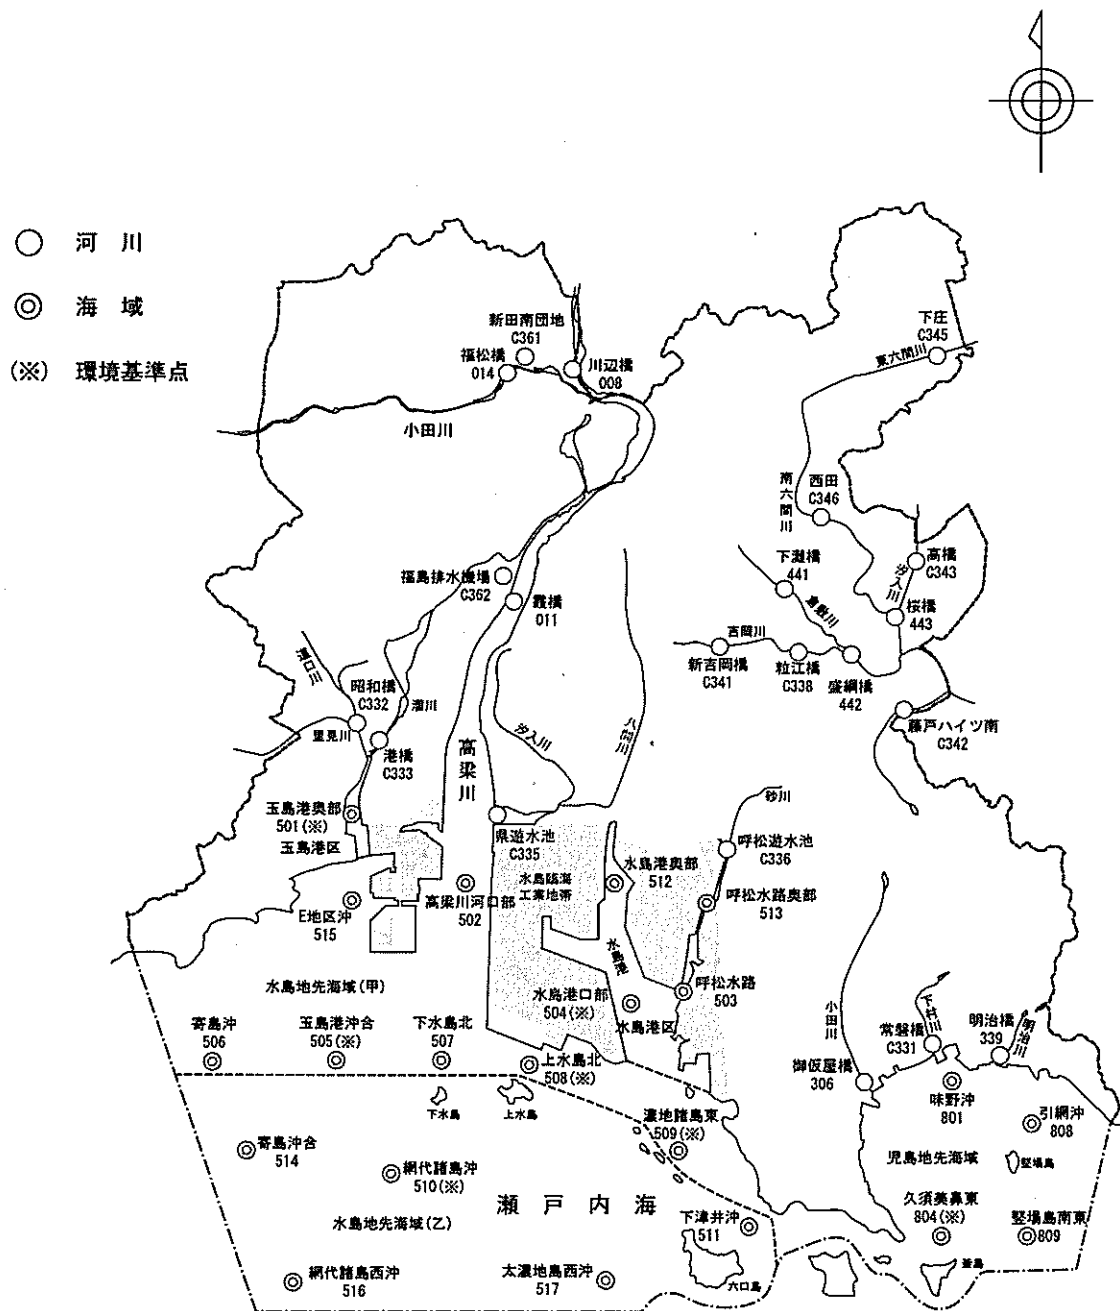 河川
海域
(※) 環境基準点
新田南団地
C361
福松橋
014
川辺橋
008
小田川
下庄
C345
東六間川
南六間川
西田
C346
高橋
C343
汐入川
桜橋
443
下灘橋
441
倉敷川
吉岡川
新吉岡橋
C341
粒江橋
C338
盛綱橋
442
藤戸ハイツ南
C342
福島排水機場
C362
霞橋
011
昭和橋
C332
溜川
里見川
港橋
C333
高梁川
汐入川
八間川
玉島港奥部
501(※)
玉島港区
県遊水池
C335
砂川
呼松遊水池
C336
水島港奥部
512
水島臨海
工業地帯
高梁川河口部
502
E地区沖
515
呼松水路奥部
513
呼松水路
503
水島港口部
504(※)
水島港区
水島地先海域(甲)
寄島沖
506
玉島港沖合
505(※)
下水島北
507
上水島北
508(※)
下水島
上水島
小田川
御仮屋橋
306
下村川
常盤橋
C331
明治橋
339
明治川
味野沖
801
引網沖
808
児島地先海域
竪場島
久須美鼻東
804(※)
竪場島南東
809
釜島
濃地諸島東
509(※)
寄島沖合
514
網代諸島沖
510(※)
瀬戸内海
水島地先海域(乙)
下津井沖
511
網代諸島西沖
516
太濃地島西沖
517
六口島